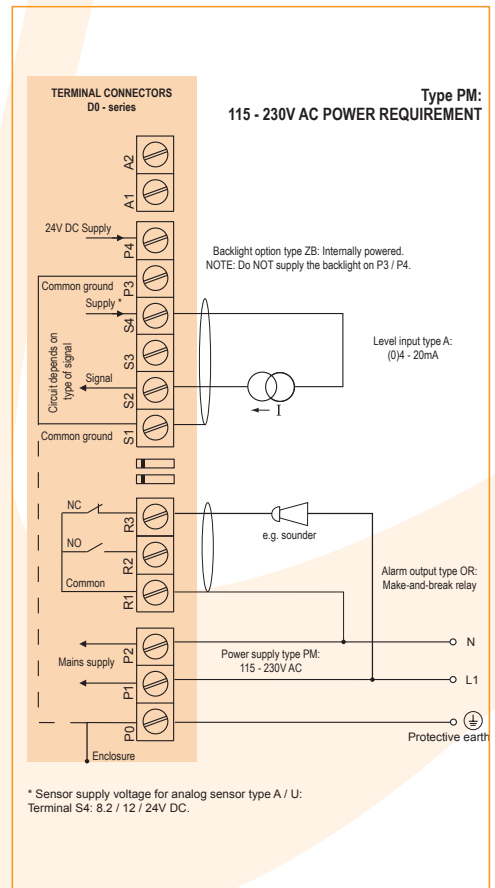 TERMINAL CONNECTORS
D0 - series
Type PM:
115 - 230V AC POWER REQUIREMENT
A2
A1
24V DC Supply
P4
Backlight option type ZB: Internally powered.
NOTE: Do NOT supply the backlight on P3 / P4.
Common ground
P3
Supply *
S4
Circuit depends on
type of signal
S3
Level input type A:
(0)4 - 20mA
Signal
S2
I
Common ground
S1
NC
R3
e.g. sounder
NO
R2
Alarm output type OR:
Make-and-break relay
Common
R1
P2
N
Mains supply
Power supply type PM:
115 - 230V AC
P1
L1
P0
Protective earth
Enclosure
* Sensor supply voltage for analog sensor type A / U:
Terminal S4: 8.2 / 12 / 24V DC.